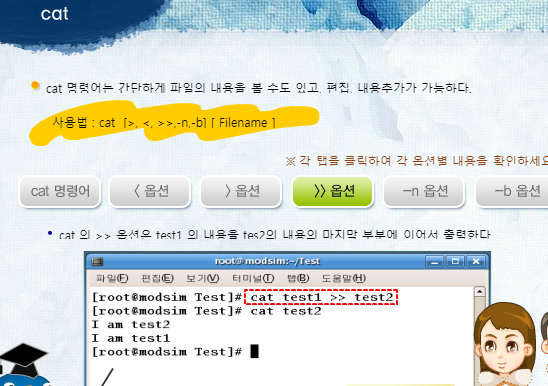 cat
cat 명령어는 간단하게 파일의 내용을 볼 수도 있고, 편집, 내용추가가 가능하다.
사용법 : cat [>, <, >>,-n,-b] [ Filename ]
※ 각 탭을 클릭하여 각 옵션별 내용을 확인하세요
cat 명령어 < 옵션 > 옵션 >> 옵션 -n 옵션 -b 옵션
cat 의 >> 옵션은 test1 의 내용을 tes2의 내용의 마지막 부부에 이어서 출력한다
root@modsim:~/Test
파일(F) 편집(E) 보기(V) 터미널(T) 탭(B) 도움말(H)
[root@modsim Test]# cat test1 >> test2
[root@modsim Test]# cat test2
I am test2
I am test1
[root@modsim Test]#